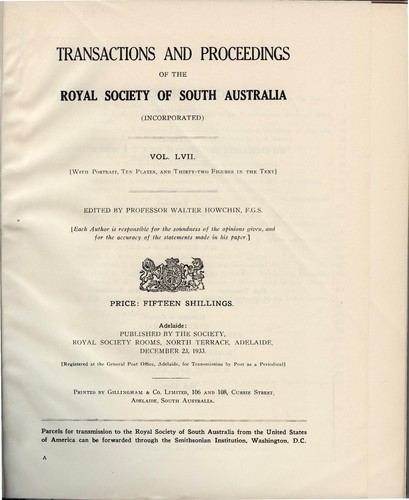 TRANSACTIONS AND PROCEEDINGS
OF THE
ROYAL SOCIETY OF SOUTH AUSTRALIA
(INCORPORATED)
VOL. LVII.
[WITH PORTRAIT, TEN PLATES, AND THIRTY-TWO FIGURES IN THE TEXT]
EDITED BY PROFESSOR WALTER HOWCHIN, F.G.S.
[Each Author is responsible for the soundness of the opinions given, and
for the accuracy of the statements made in his paper.]
PRICE: FIFTEEN SHILLINGS.
Adelaide:
PUBLISHED BY THE SOCIETY,
ROYAL SOCIETY ROOMS, NORTH TERRACE, ADELAIDE,
DECEMBER 23, 1933.
[Registered at the General Post Office, Adelaide, for Transmission by Post as a Periodical]
PRINTED BY GILLINGHAM & CO. LIMITED, 106 AND 108, CURRIE STREET,
ADELAIDE, SOUTH AUSTRALIA.
Parcels for transmission to the Royal Society of South Australia from the United States
of America can be forwarded through the Smithsonian Institution, Washington, D.C.
A